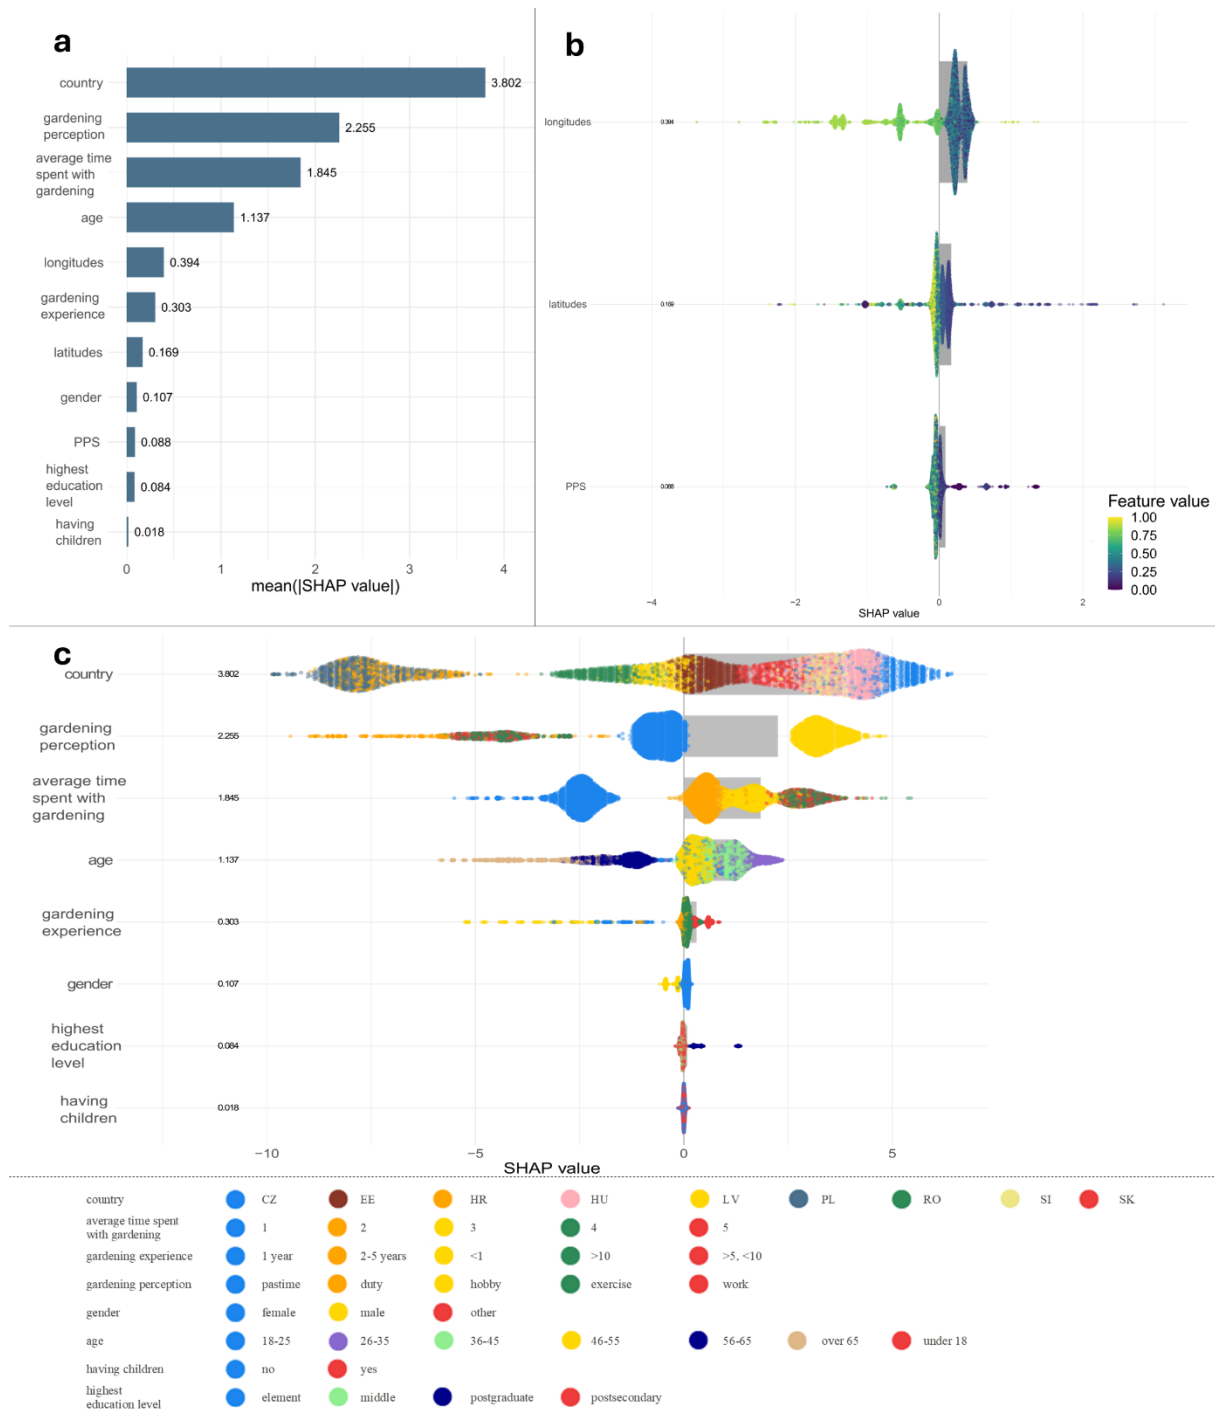 a
country
3.802
gardening
perception
2.255
average time
spent with
gardening
1.845
age
1.137
longitudes
0.394
gardening
experience
0.303
latitudes
0.169
gender
0.107
PPS
0.088
highest
education
level
0.084
having
children
0.018
0 1 2 3 4
mean(|SHAP value|)
b
longitudes 0.394
latitudes 0.169
PPS 0.088
Feature value
1.00
0.75
0.50
0.25
0.00
−4 −2 0 2
SHAP value
c
country 3.802
gardening
perception
2.255
average time
spent with
gardening
1.845
age 1.137
gardening
experience
0.303
gender 0.107
highest
education
level
0.084
having
children
0.018
−10 −5 0 5
SHAP value
country CZ EE HR HU LV PL RO SI SK
average time spent
with gardening
1 2 3 4 5
gardening experience 1 year 2-5 years <1 >10 >5, <10
gardening perception pastime duty hobby exercise work
gender female male other
age 18-25 26-35 36-45 46-55 56-65 over 65 under 18
having children no yes
highest
education level
element middle postgraduate postsecondary